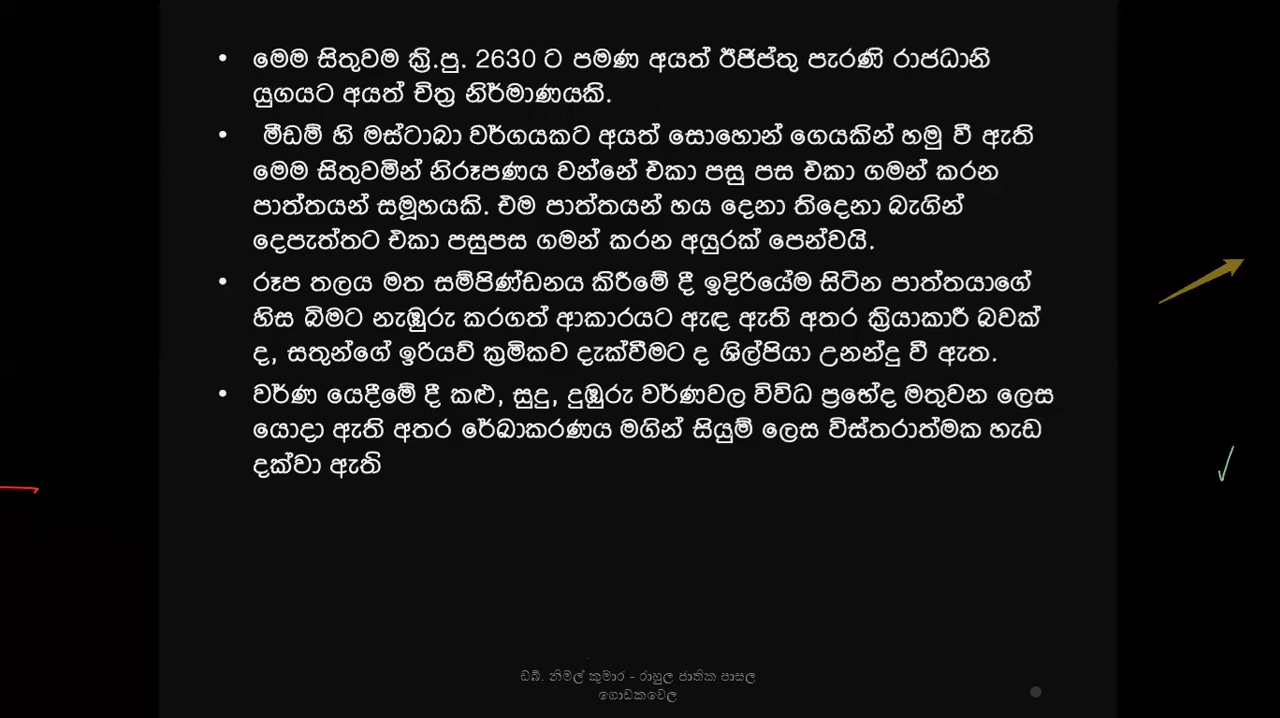 • මෙම සිතුවම ක්‍රි.පු. 2630 ට පමණ අයත් ඊජිප්තු පැරණි රාජධානි
යුගයට අයත් චිත්‍ර නිර්මාණයකි.
• මීඩම් හි මස්ටාබා වර්ගයකට අයත් සොහොන් ගෙයකින් හමු වී ඇති
මෙම සිතුවමින් නිරූපණය වන්නේ එකා පසු පස එකා ගමන් කරන
පාත්තයන් සමූහයකි. එම පාත්තයන් හය දෙනා තිදෙනා බැගින්
දෙපැත්තට එකා පසුපස ගමන් කරන අයුරක් පෙන්වයි.
• රූප තලය මත සම්පිණ්ඩනය කිරීමේ දී ඉදිරියේම සිටින පාත්තයාගේ
හිස බිමට නැඹුරු කරගත් ආකාරයට ඇඳ ඇති අතර ක්‍රියාකාරී බවක්
ද, සතුන්ගේ ඉරියව් ක්‍රමිකව දැක්වීමට ද ශිල්පියා උනන්දු වී ඇත.
• වර්ණ යෙදීමේ දී කළු, සුදු, දුඹුරු වර්ණවල විවිධ ප්‍රභේද මතුවන ලෙස
යොදා ඇති අතර රේඛාකරණය මගින් සියුම් ලෙස විස්තරාත්මක හැඩ
දක්වා ඇති
ඩබ්. නිමල් කුමාර - රාහුල ජාතික පාසල
ගොඩකවෙල